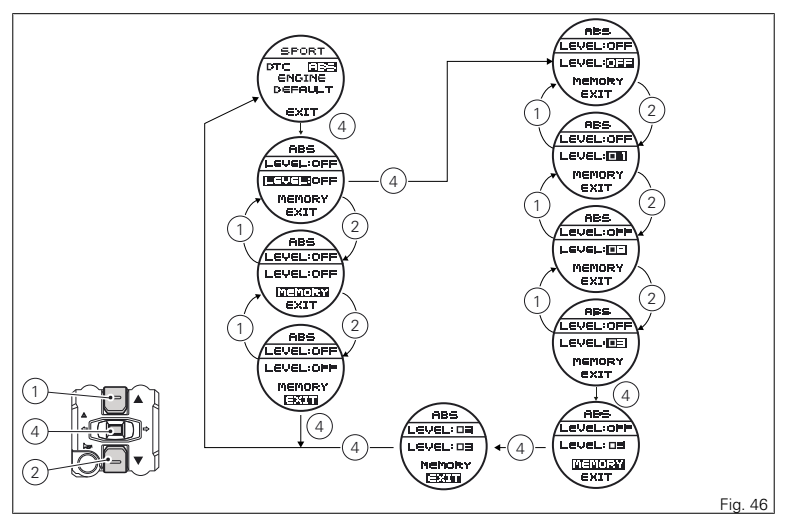 SPORT
DTC ABS
ENGINE
DEFAULT
EXIT
4
ABS
LEVEL:OFF
LEVEL:OFF
MEMORY
EXIT
4
1
2
ABS
LEVEL:OFF
LEVEL:OFF
MEMORY
EXIT
1
2
ABS
LEVEL:OFF
LEVEL:OFF
MEMORY
EXIT
4
ABS
LEVEL:OFF
LEVEL:OFF
MEMORY
EXIT
1
2
ABS
LEVEL:OFF
LEVEL:01
MEMORY
EXIT
1
2
ABS
LEVEL:OFF
MEMORY
EXIT
1
2
ABS
LEVEL:OFF
LEVEL:03
MEMORY
EXIT
4
ABS
LEVEL:OFF
LEVEL:03
MEMORY
EXIT
4
ABS
LEVEL:03
LEVEL:03
MEMORY
EXIT
4
1
4
2
Fig. 46